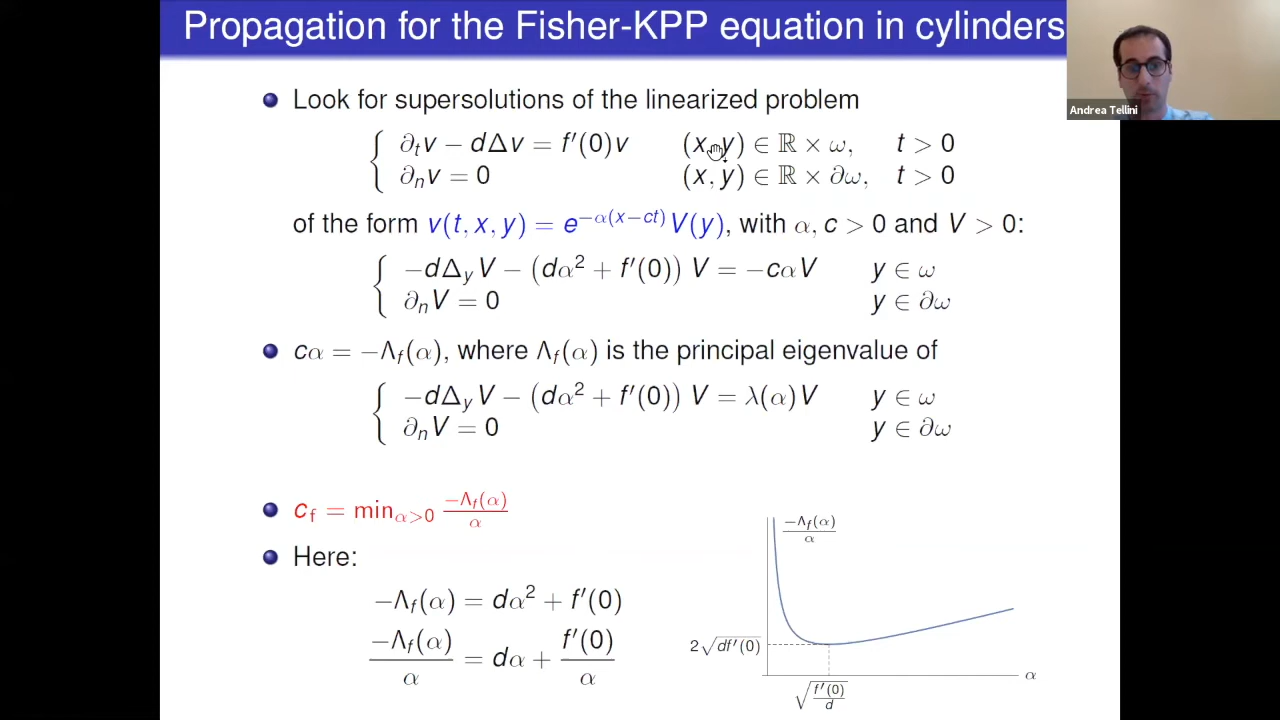 Propagation for the Fisher-KPP equation in cylinders
Andrea Tellini
Look for supersolutions of the linearized problem
∂ₜv − dΔv = f′(0)v (x, y) ∈ ℝ × ω, t > 0
∂ₙv = 0 (x, y) ∈ ℝ × ∂ω, t > 0
of the form v(t, x, y) = e^{−α(x−ct)} V(y), with α, c > 0 and V > 0:
−dΔ_y V − (dα² + f′(0)) V = −cαV y ∈ ω
∂ₙV = 0 y ∈ ∂ω
cα = −Λ_f(α), where Λ_f(α) is the principal eigenvalue of
−dΔ_y V − (dα² + f′(0)) V = λ(α)V y ∈ ω
∂ₙV = 0 y ∈ ∂ω
c_f = min_{α>0} −Λ_f(α)/α
Here:
−Λ_f(α) = dα² + f′(0)
−Λ_f(α)/α = dα + f′(0)/α
−Λ_f(α)/α
2√(df′(0))
α
√(f′(0)/d)